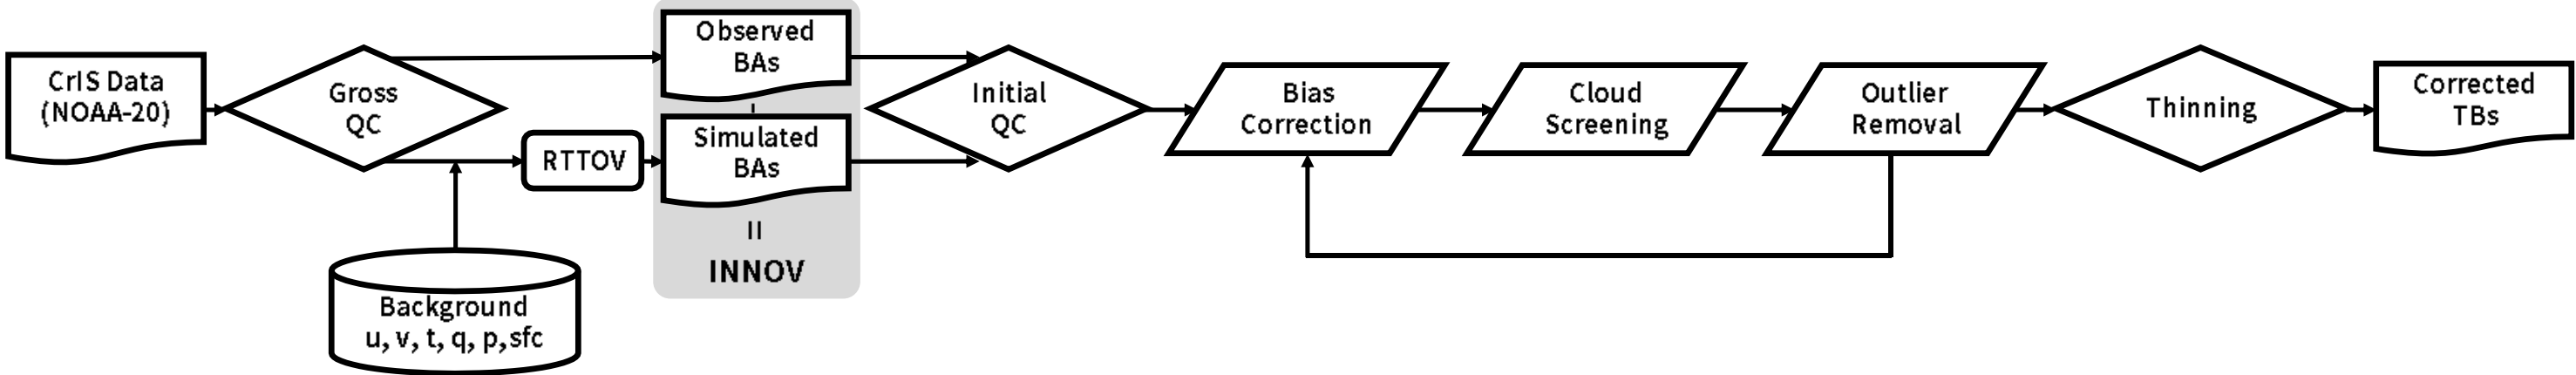 CrIS Data
(NOAA-20)
Gross
QC
Background
u, v, t, q, p,sfc
RTTOV
Observed
BAs
-
Simulated
BAs
=
INNOV
Initial
QC
Bias
Correction
Cloud
Screening
Outlier
Removal
Thinning
Corrected
TBs